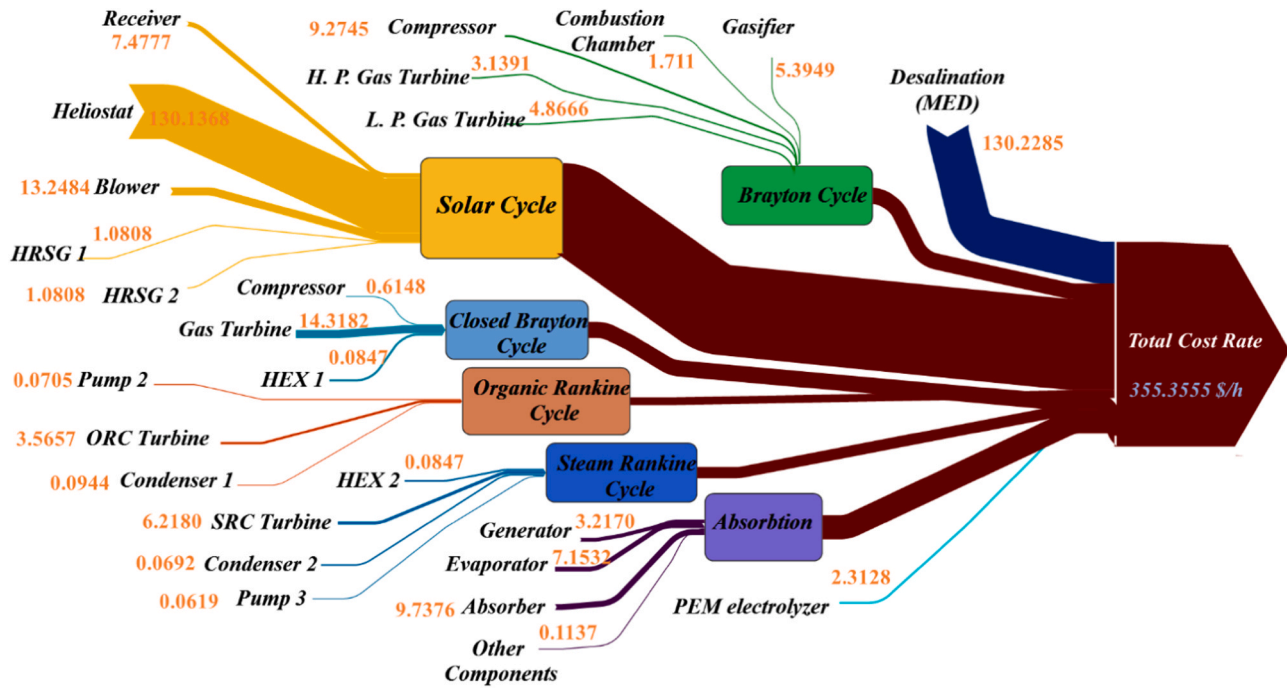 Receiver
7.4777
Heliostat
130.1368
13.2484 Blower
1.0808
HRSG 1
1.0808
HRSG 2
Solar Cycle
9.2745
Compressor
Combustion
Chamber
1.711
Gasifier
5.3949
H. P. Gas Turbine
3.1391
L. P. Gas Turbine
4.8666
Brayton Cycle
Desalination
(MED)
130.2285
Compressor
0.6148
Gas Turbine
14.3182
0.0847
HEX 1
Closed Brayton
Cycle
0.0705
Pump 2
3.5657
ORC Turbine
0.0944
Condenser 1
Organic Rankine
Cycle
HEX 2
0.0847
6.2180
SRC Turbine
0.0692
Condenser 2
0.0619
Pump 3
Steam Rankine
Cycle
Generator
3.2170
Evaporator
7.1532
9.7376
Absorber
0.1137
Other
Components
Absorbtion
2.3128
PEM electrolyzer
Total Cost Rate
355.3555 $/h